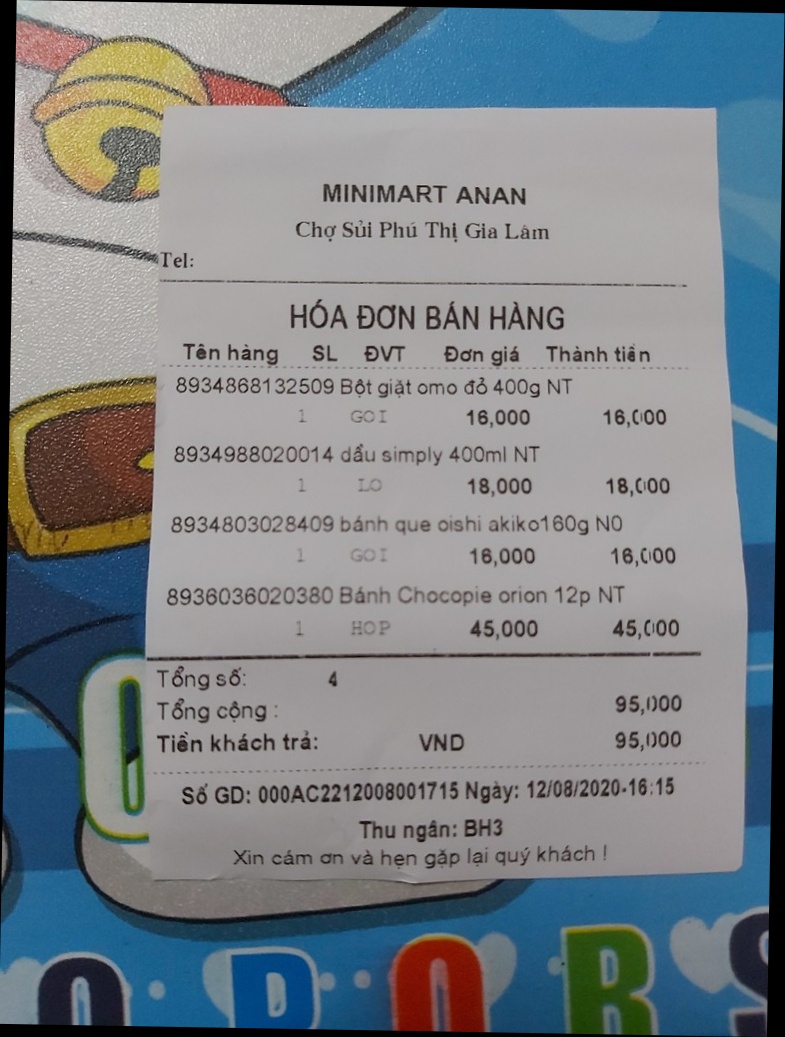 MINIMART ANAN
Chợ Sủi Phú Thị Gia Lâm
Tel:
HÓA ĐƠN BÁN HÀNG
Tên hàng SL ĐVT Đơn giá Thành tiền
8934868132509 Bột giặt omo đỏ 400g NT
1 GOI 16,000 16,000
8934988020014 dầu simply 400ml NT
1 LO 18,000 18,000
8934803028409 bánh que oishi akiko160g N0
1 GOI 16,000 16,000
8936036020380 Bánh Chocopie orion 12p NT
1 HOP 45,000 45,000
Tổng số: 4
Tổng cộng : 95,000
Tiền khách trả: VND 95,000
Số GD: 000AC2212008001715 Ngày: 12/08/2020-16:15
Thu ngân: BH3
Xin cám ơn và hẹn gặp lại quý khách !
O P O R